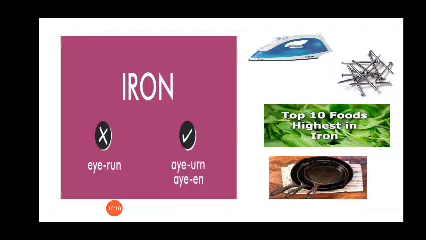 IRON
eye-run
aye-urn
aye-en
Top 10 Foods
Highest in
Iron